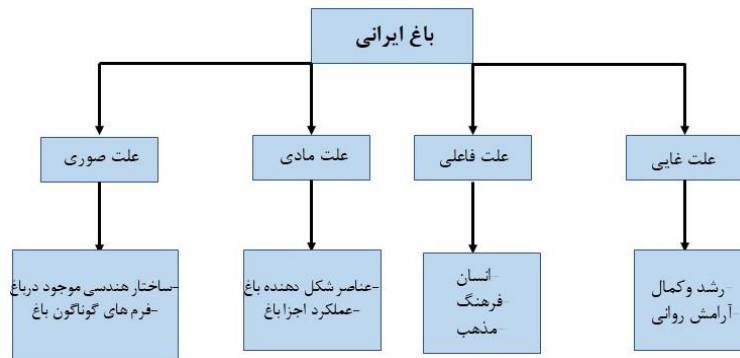 باغ ایرانی
علت غایی
علت فاعلی
علت مادی
علت صوری
-رشد وکمال
-آرامش روانی
-انسان
-فرهنگ
-مذهب
-عناصر شکل دهنده باغ
-عملکرد اجزا باغ
-ساختار هندسی موجود درباغ
-فرم های گوناگون باغ